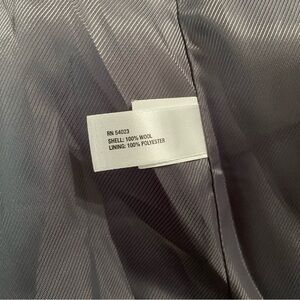 RN 54023
SHELL: 100% WOOL
LINING: 100% POLYESTER